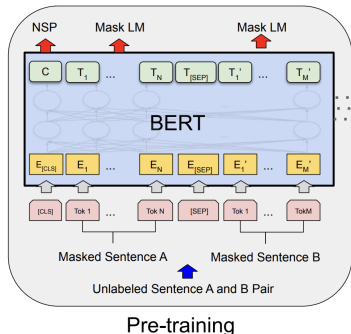 NSP Mask LM Mask LM
C T1 ... TN T[SEP] T1' ... TM'
BERT
E[CLS] E1 ... EN E[SEP] E1' ... EM'
[CLS] Tok 1 ... Tok N [SEP] Tok 1 ... TokM
Masked Sentence A Masked Sentence B
Unlabeled Sentence A and B Pair
Pre-training